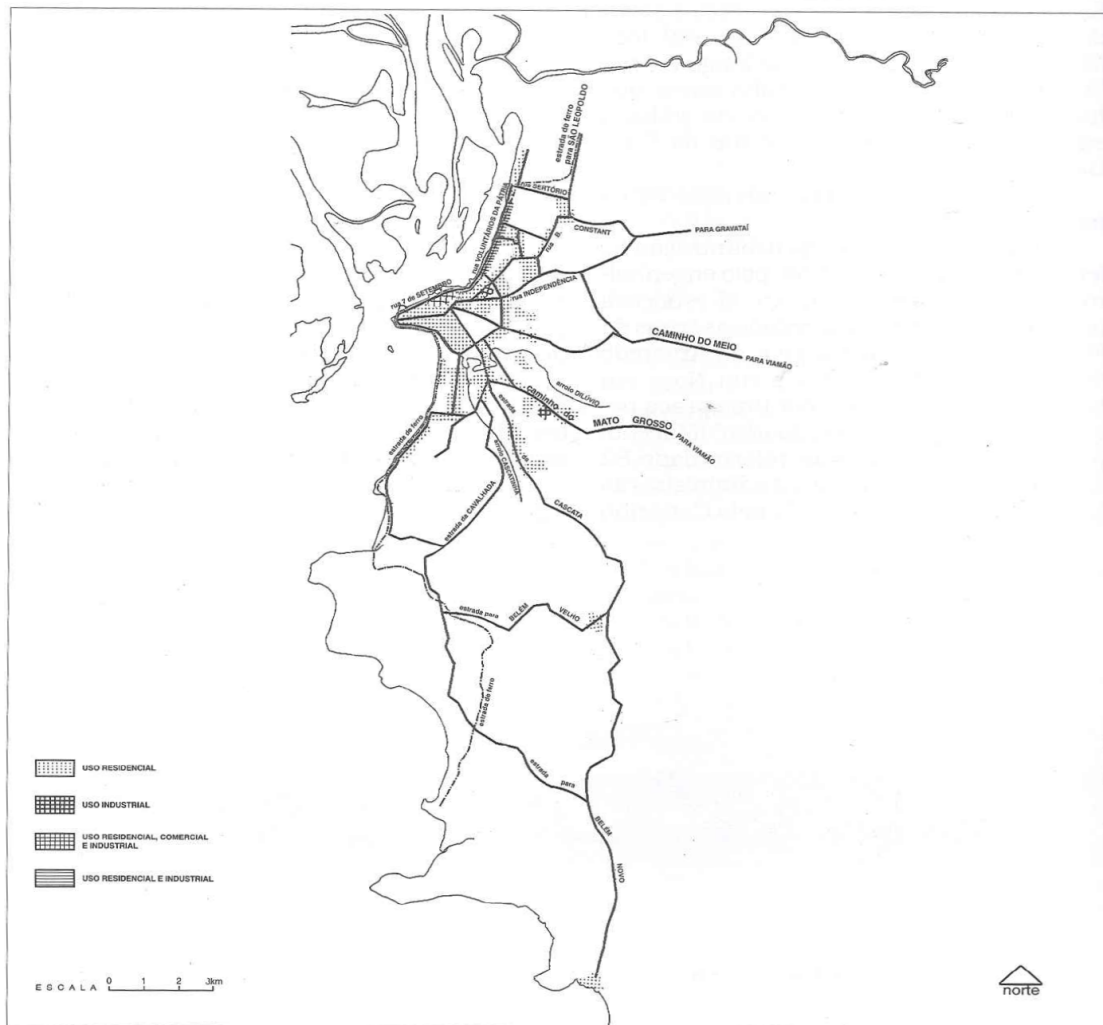 estrada de ferro
para SÃO LEOPOLDO
rua SERTÓRIO
rua VOLUNTÁRIOS DA PÁTRIA
rua B. CONSTANT
PARA GRAVATAÍ
rua 7 de SETEMBRO
rua INDEPENDÊNCIA
CAMINHO DO MEIO
PARA VIAMÃO
arroio DILÚVIO
caminho do
MATO GROSSO
PARA VIAMÃO
estrada de
CASCATA
arroio CASCATINHA
estrada de ferro
estrada da CAVALHADA
estrada para BELÉM VELHO
estrada de ferro
estrada para
BELÉM
NOVO
USO RESIDENCIAL
USO INDUSTRIAL
USO RESIDENCIAL, COMERCIAL
E INDUSTRIAL
USO RESIDENCIAL E INDUSTRIAL
ESCALA 0 1 2 3km
norte